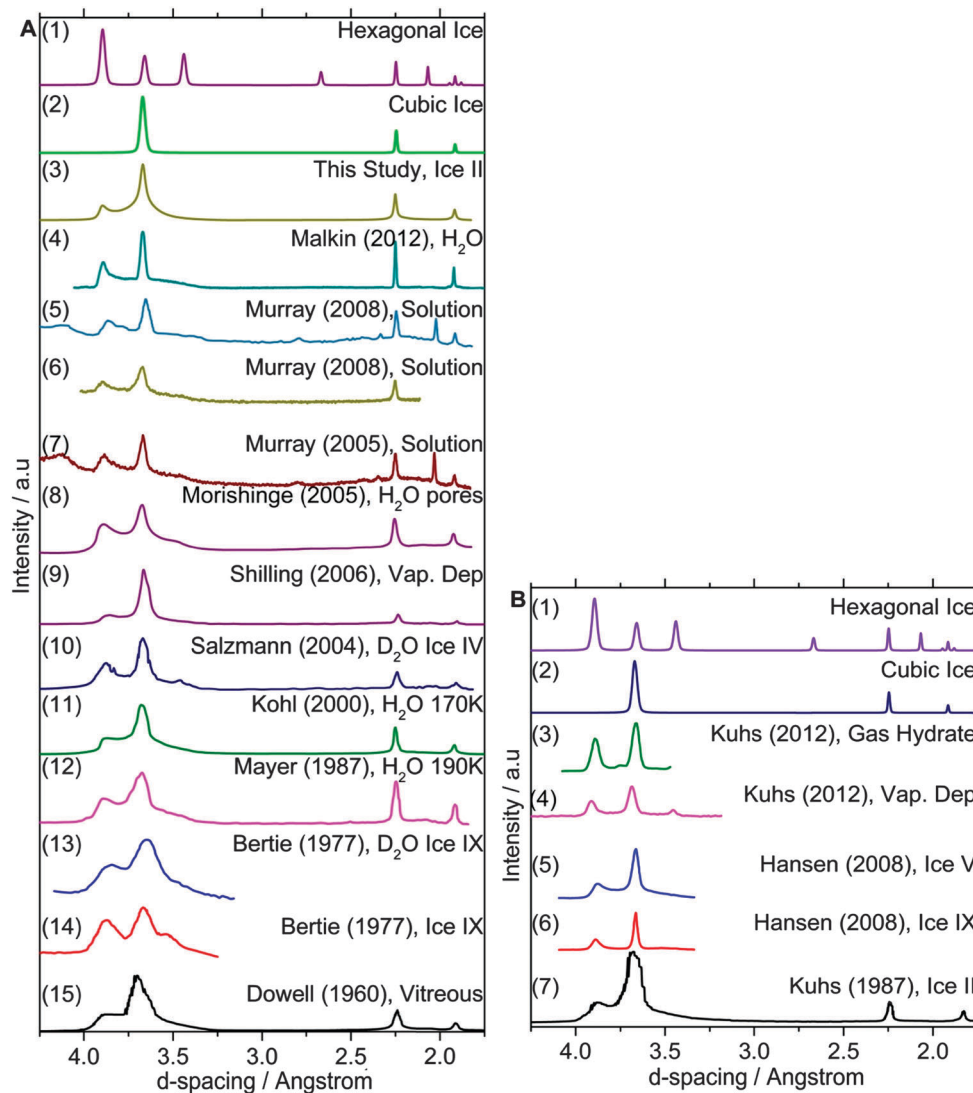 A
(1) Hexagonal Ice
(2) Cubic Ice
(3) This Study, Ice II
(4) Malkin (2012), H₂O
(5) Murray (2008), Solution
(6) Murray (2008), Solution
(7) Murray (2005), Solution
(8) Morishinge (2005), H₂O pores
(9) Shilling (2006), Vap. Dep
(10) Salzmann (2004), D₂O Ice IV
(11) Kohl (2000), H₂O 170K
(12) Mayer (1987), H₂O 190K
(13) Bertie (1977), D₂O Ice IX
(14) Bertie (1977), Ice IX
(15) Dowell (1960), Vitreous
Intensity / a.u
4.0 3.5 3.0 2.5 2.0
d-spacing / Angstrom
B
(1) Hexagonal Ice
(2) Cubic Ice
(3) Kuhs (2012), Gas Hydrate
(4) Kuhs (2012), Vap. Dep
(5) Hansen (2008), Ice V
(6) Hansen (2008), Ice IX
(7) Kuhs (1987), Ice II
Intensity / a.u
4.0 3.5 3.0 2.5 2.0
d-spacing / Angstrom